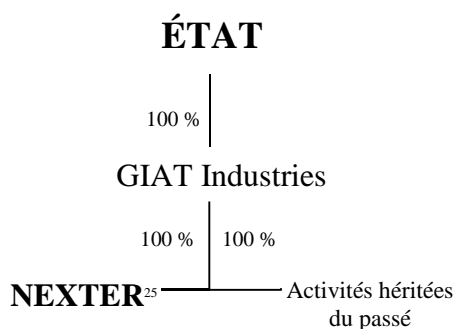 ÉTAT
100 %
GIAT Industries
100 % 100 %
NEXTER25 Activités héritées
du passé